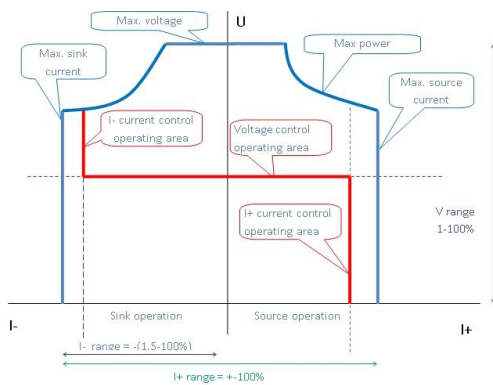 Max. voltage
U
Max. sink
current
Max power
Max. source
current
I- current control
operating area
Voltage control
operating area
I+ current control
operating area
V range
1-100%
Sink operation
Source operation
I-
I+
I- range = -(1.5-100%)
I+ range = +-100%